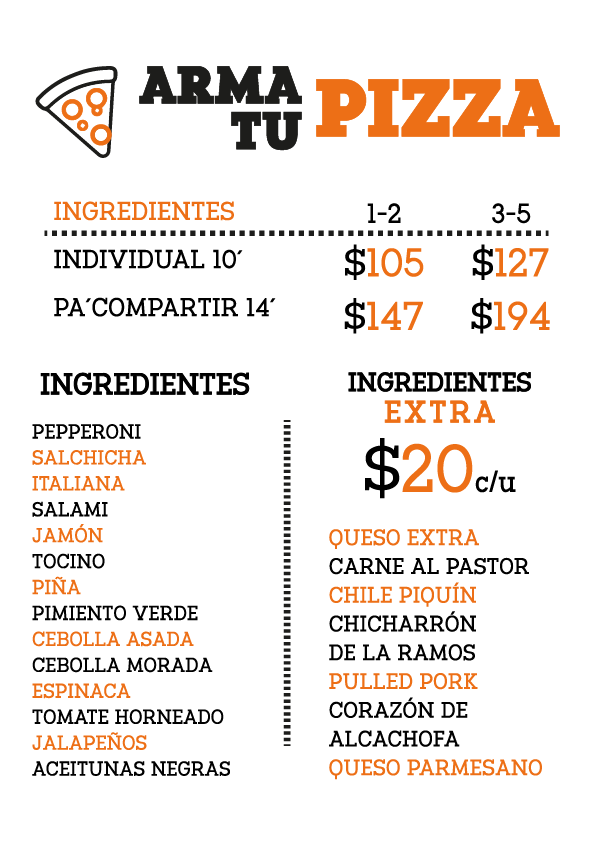 ARMA
TU
PIZZA
INGREDIENTES 1-2 3-5
INDIVIDUAL 10´ $105 $127
PA´COMPARTIR 14´ $147 $194
INGREDIENTES
PEPPERONI
SALCHICHA
ITALIANA
SALAMI
JAMÓN
TOCINO
PIÑA
PIMIENTO VERDE
CEBOLLA ASADA
CEBOLLA MORADA
ESPINACA
TOMATE HORNEADO
JALAPEÑOS
ACEITUNAS NEGRAS
INGREDIENTES
EXTRA
$20 c/u
QUESO EXTRA
CARNE AL PASTOR
CHILE PIQUÍN
CHICHARRÓN
DE LA RAMOS
PULLED PORK
CORAZÓN DE
ALCACHOFA
QUESO PARMESANO